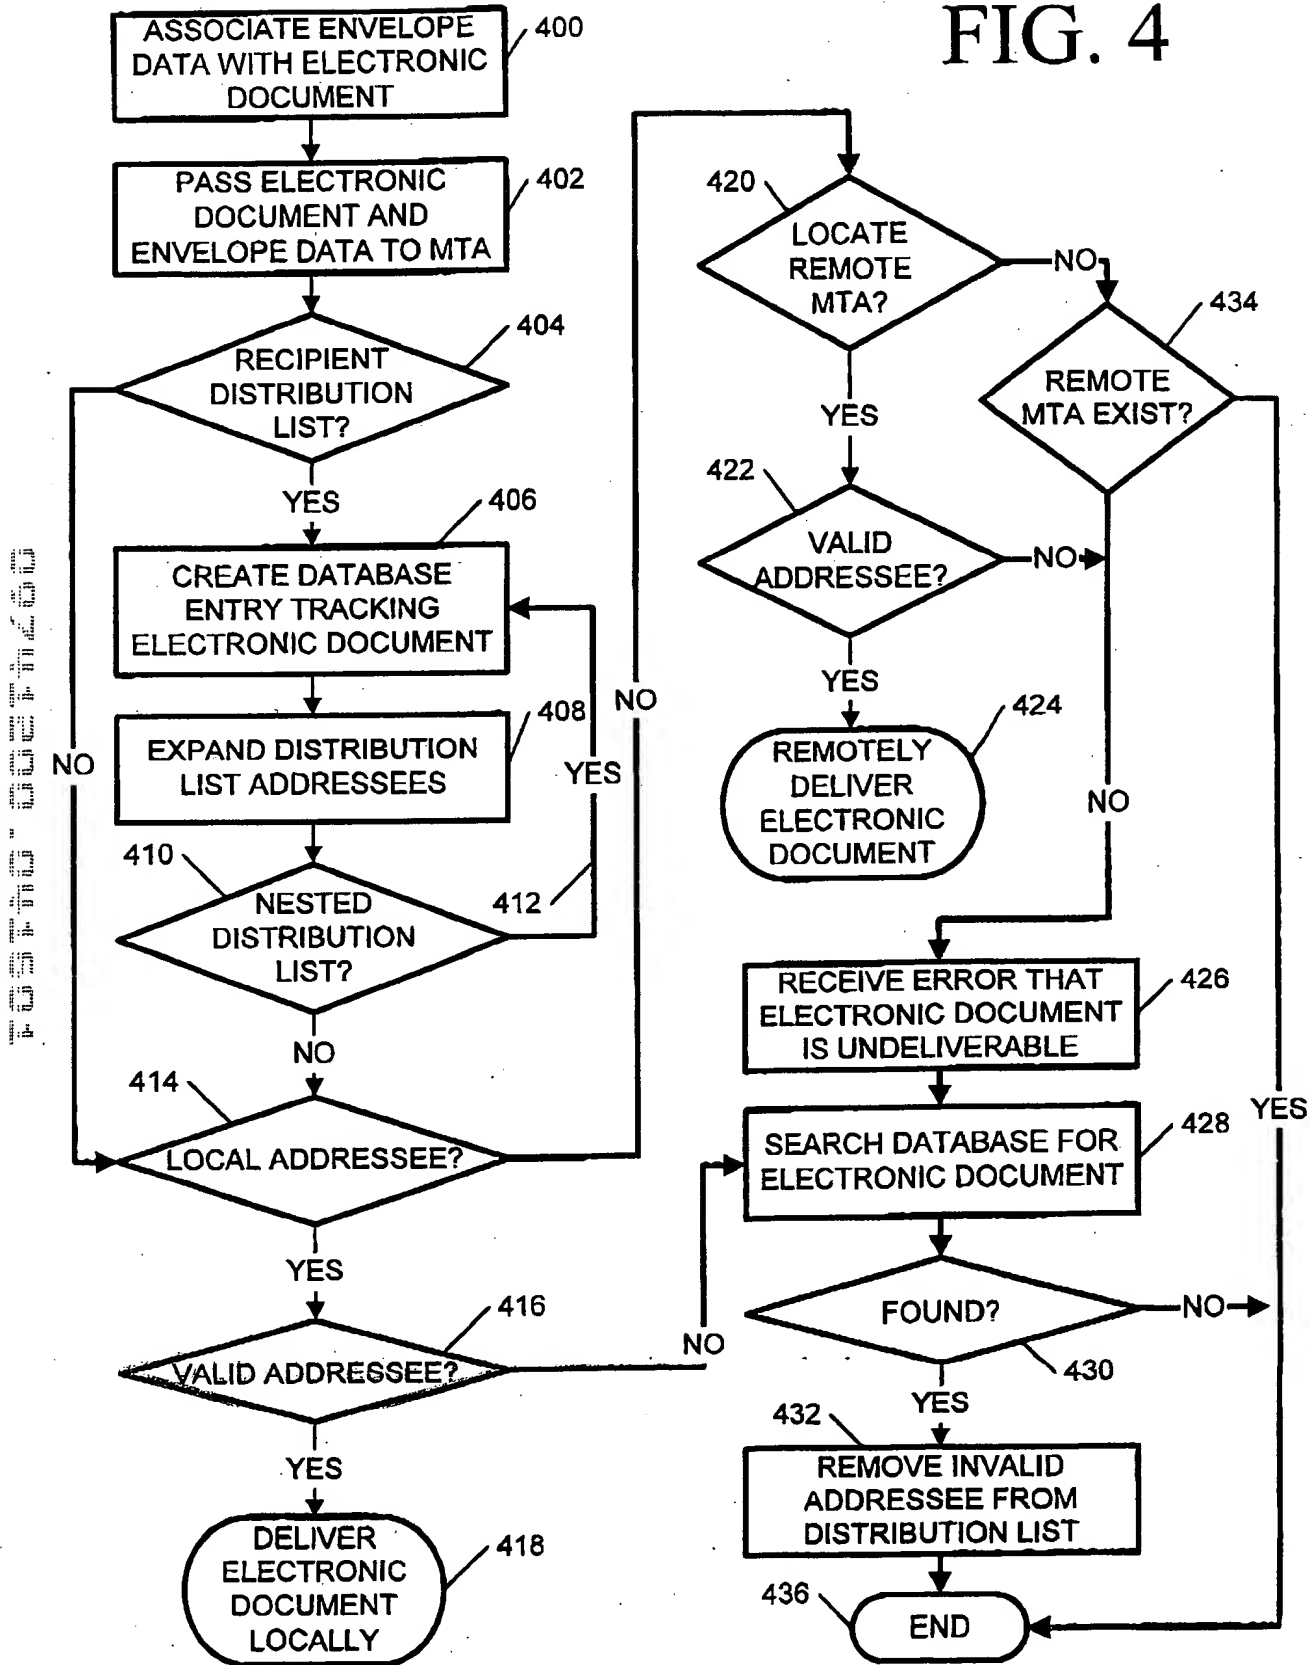 FIG. 4
ASSOCIATE ENVELOPE
DATA WITH ELECTRONIC
DOCUMENT
400
PASS ELECTRONIC
DOCUMENT AND
ENVELOPE DATA TO MTA
402
RECIPIENT
DISTRIBUTION
LIST?
404
YES
NO
CREATE DATABASE
ENTRY TRACKING
ELECTRONIC DOCUMENT
406
EXPAND DISTRIBUTION
LIST ADDRESSEES
408
NESTED
DISTRIBUTION
LIST?
410
YES
412
NO
LOCAL ADDRESSEE?
414
NO
YES
VALID ADDRESSEE?
416
NO
YES
DELIVER
ELECTRONIC
DOCUMENT
LOCALLY
418
LOCATE
REMOTE
MTA?
420
NO
YES
REMOTE
MTA EXIST?
434
YES
NO
VALID
ADDRESSEE?
422
NO
YES
REMOTELY
DELIVER
ELECTRONIC
DOCUMENT
424
RECEIVE ERROR THAT
ELECTRONIC DOCUMENT
IS UNDELIVERABLE
426
SEARCH DATABASE FOR
ELECTRONIC DOCUMENT
428
FOUND?
430
NO
YES
REMOVE INVALID
ADDRESSEE FROM
DISTRIBUTION LIST
432
END
436